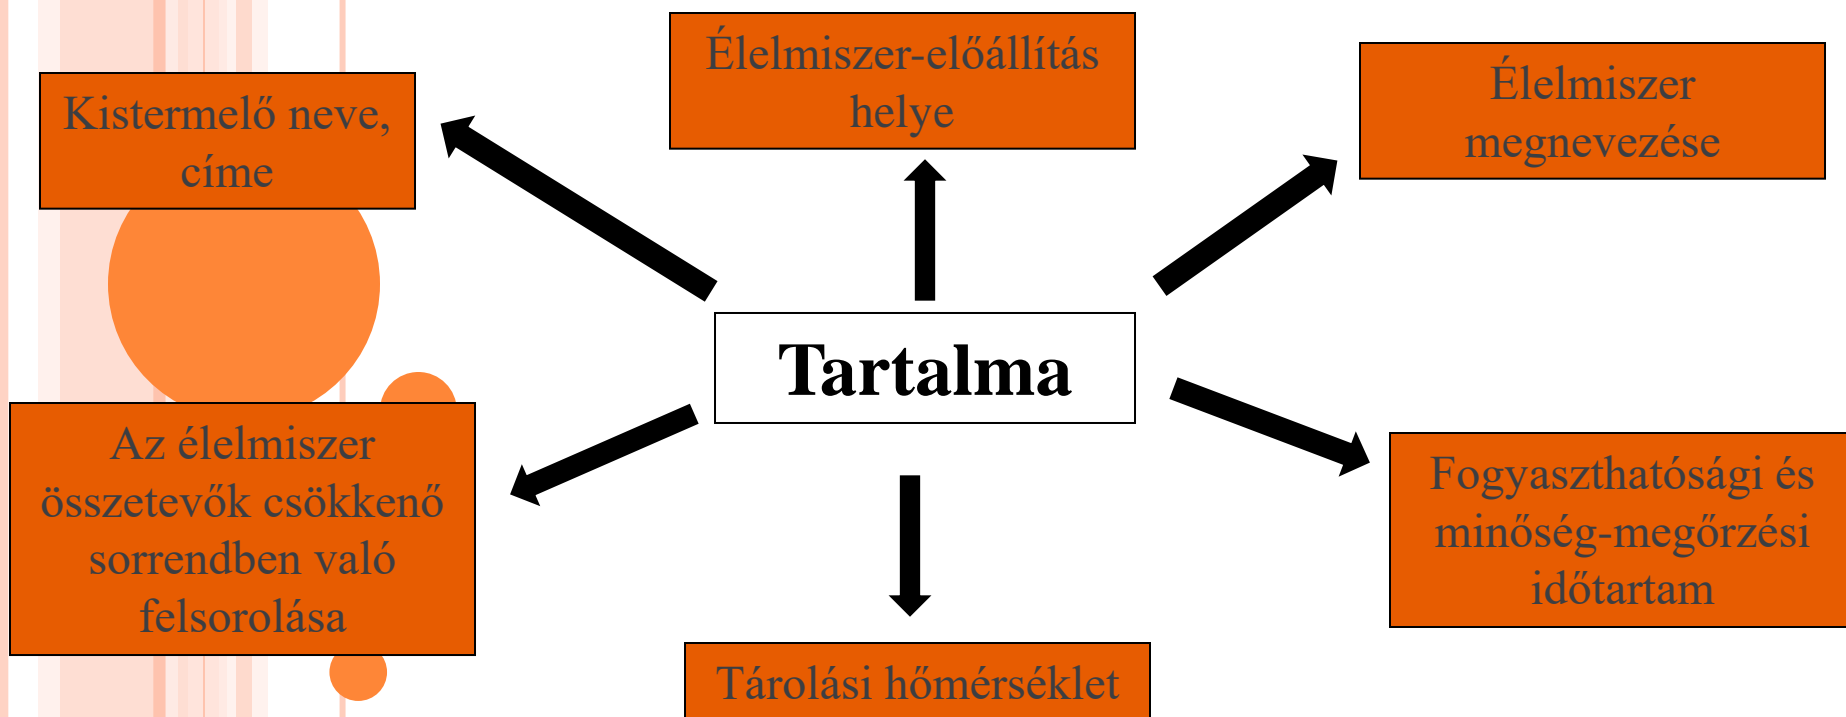 Élelmiszer-előállítás
helye
Kistermelő neve,
címe
Élelmiszer
megnevezése
Tartalma
Az élelmiszer
összetevők csökkenő
sorrendben való
felsorolása
Fogyaszthatósági és
minőség-megőrzési
időtartam
Tárolási hőmérséklet